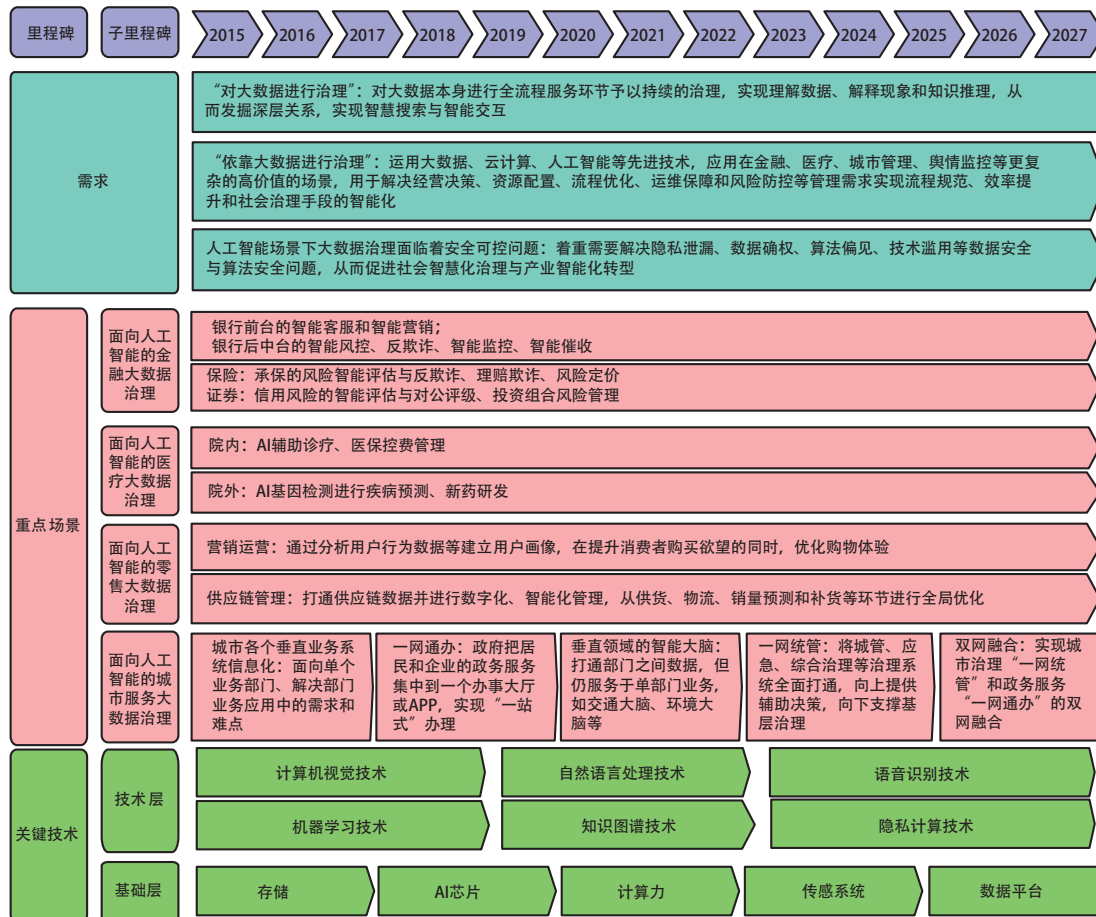 里程碑
子里程碑
2015
2016
2017
2018
2019
2020
2021
2022
2023
2024
2025
2026
2027
需求
“对大数据进行治理”：对大数据本身进行全流程服务环节予以持续的治理，实现理解数据、解释现象和知识推理，从
而发掘深层关系，实现智慧搜索与智能交互
“依靠大数据进行治理”：运用大数据、云计算、人工智能等先进技术，应用在金融、医疗、城市管理、舆情监控等更复
杂的高价值的场景，用于解决经营决策、资源配置、流程优化、运维保障和风险防控等管理需求实现流程规范、效率提
升和社会治理手段的智能化
人工智能场景下大数据治理面临着安全可控问题：着重需要解决隐私泄漏、数据确权、算法偏见、技术滥用等数据安全
与算法安全问题，从而促进社会智慧化治理与产业智能化转型
重点场景
面向人工
智能的金
融大数据
治理
银行前台的智能客服和智能营销；
银行后中台的智能风控、反欺诈、智能监控、智能催收
保险：承保的风险智能评估与反欺诈、理赔欺诈、风险定价
证券：信用风险的智能评估与对公评级、投资组合风险管理
面向人工
智能的医
疗大数据
治理
院内：AI辅助诊疗、医保控费管理
院外：AI基因检测进行疾病预测、新药研发
面向人工
智能的零
售大数据
治理
营销运营：通过分析用户行为数据等建立用户画像，在提升消费者购买欲望的同时，优化购物体验
供应链管理：打通供应链数据并进行数字化、智能化管理，从供货、物流、销量预测和补货等环节进行全局优化
面向人工
智能的城
市服务大
数据治理
城市各个垂直业务系
统信息化：面向单个
业务部门、解决部门
业务应用中的需求和
难点
一网通办：政府把居
民和企业的政务服务
集中到一个办事大厅
或APP，实现“一站
式”办理
垂直领域的智能大脑：
打通部门之间数据，但
仍服务于单部门业务，
如交通大脑、环境大
脑等
一网统管：将城管、应
急、综合治理等治理系
统全面打通，向上提供
辅助决策，向下支撑基
层治理
双网融合：实现城
市治理“一网统
管”和政务服务
“一网通办”的双
网融合
关键技术
技术层
计算机视觉技术
自然语言处理技术
语音识别技术
机器学习技术
知识图谱技术
隐私计算技术
基础层
存储
AI芯片
计算力
传感系统
数据平台